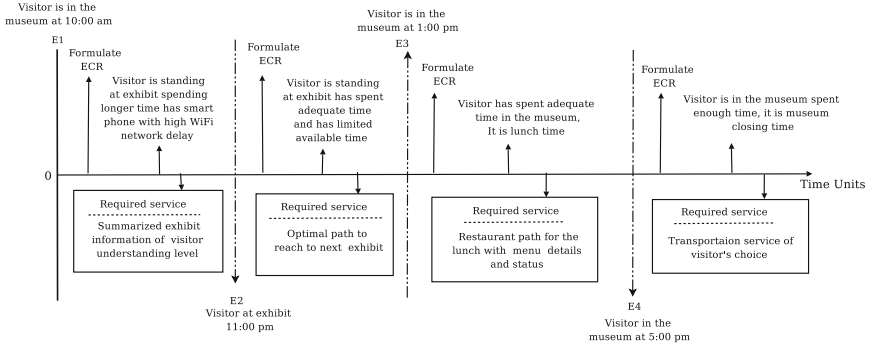 Visitor is in the
museum at 10:00 am
E1
Formulate
ECR
Visitor is standing
at exhibit spending
longer time has smart
phone with high WiFi
network delay
Formulate
ECR
Visitor is standing
at exhibit has spent
adequate time
and has limited
available time
Visitor is in the
museum at 1:00 pm
E3
Formulate
ECR
Visitor has spent adequate
time in the museum,
It is lunch time
Formulate
ECR
Visitor is in the museum spent
enough time, it is museum
closing time
0
Time Units
Required service
Summarized exhibit
information of visitor
understanding level
Required service
Optimal path to
reach to next exhibit
Required service
Restaurant path for the
lunch with menu details
and status
Required service
Transportaion service of
visitor's choice
E2
Visitor at exhibit
11:00 pm
E4
Visitor in the
museum at 5:00 pm